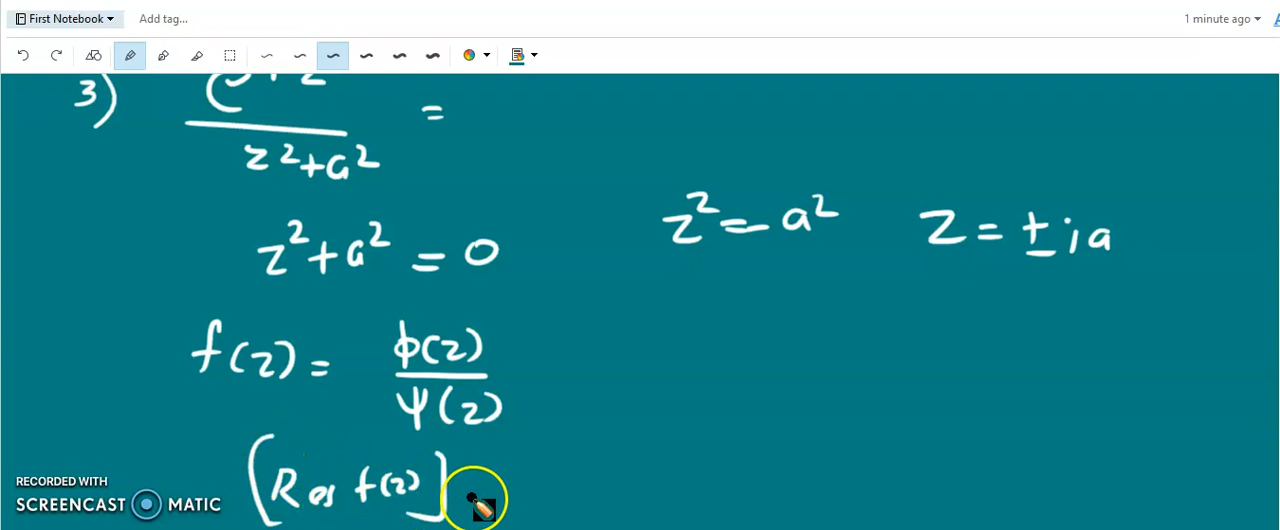 First Notebook Add tag... 1 minute ago
3) =
z²+a²
z²+a² = 0 z² = -a² z = ± ia
f(z) = φ(z)
ψ(z)
[Res f(z)]
RECORDED WITH
SCREENCAST MATIC